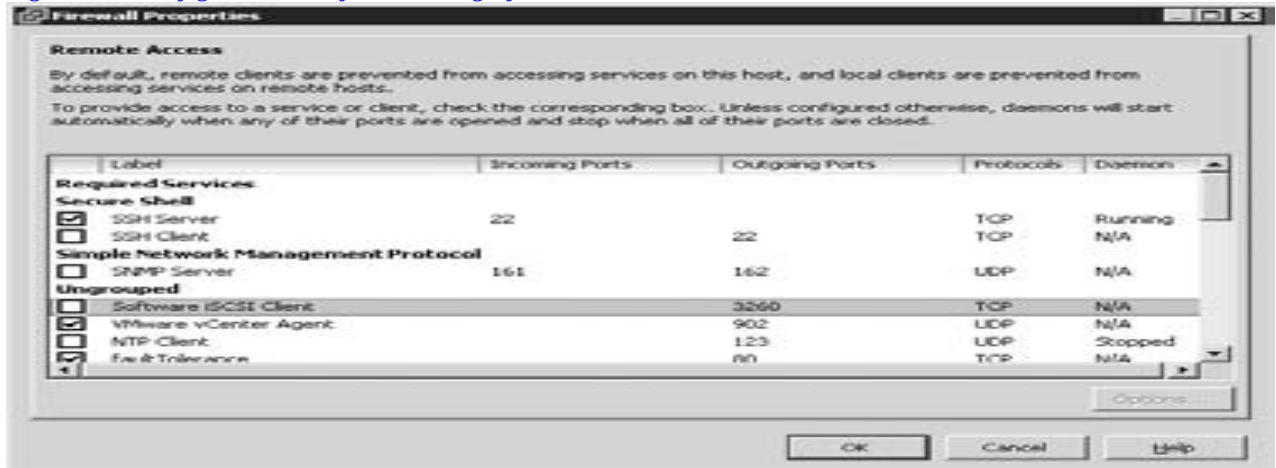 Firewall Properties
Remote Access
By default, remote clients are prevented from accessing services on this host, and local clients are prevented from
accessing services on remote hosts.
To provide access to a service or client, check the corresponding box. Unless configured otherwise, daemons will start
automatically when any of their ports are opened and stop when all of their ports are closed.
Label Incoming Ports Outgoing Ports Protocols Daemon
Required Services
Secure Shell
SSH Server 22 TCP Running
SSH Client 22 TCP N/A
Simple Network Management Protocol
SNMP Server 161 162 UDP N/A
Ungrouped
Software iSCSI Client 3260 TCP N/A
VMware vCenter Agent 902 UDP N/A
NTP Client 123 UDP Stopped
Fault Tolerance 80 TCP N/A
Options...
OK Cancel Help